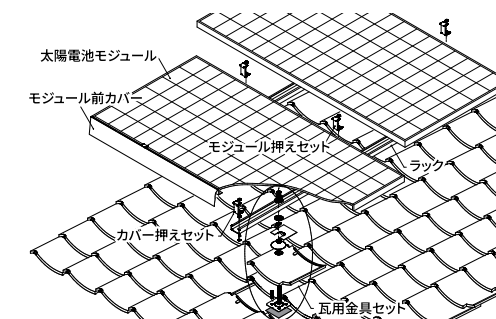 太陽電池モジュール
モジュール前カバー
モジュール押えセット
ラック
カバー押えセット
瓦用金具セット